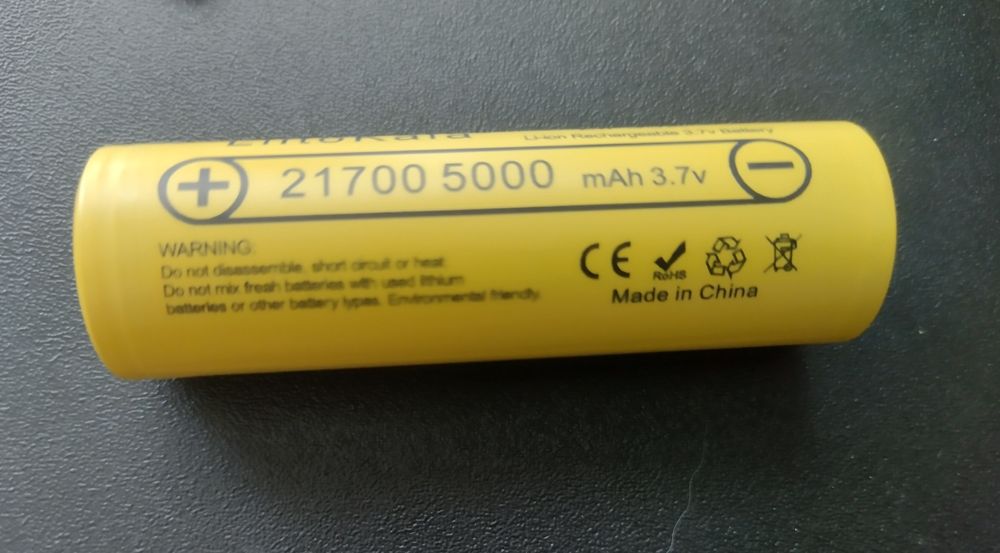 LiitoKala Li-ion Rechargeable 3.7v Battery
+ 21700 5000 mAh 3.7v -
WARNING:
Do not disassemble, short circuit or heat
Do not mix fresh batteries with used lithium
batteries or other battery types. Environmental friendly.
CE RoHS
Made in China